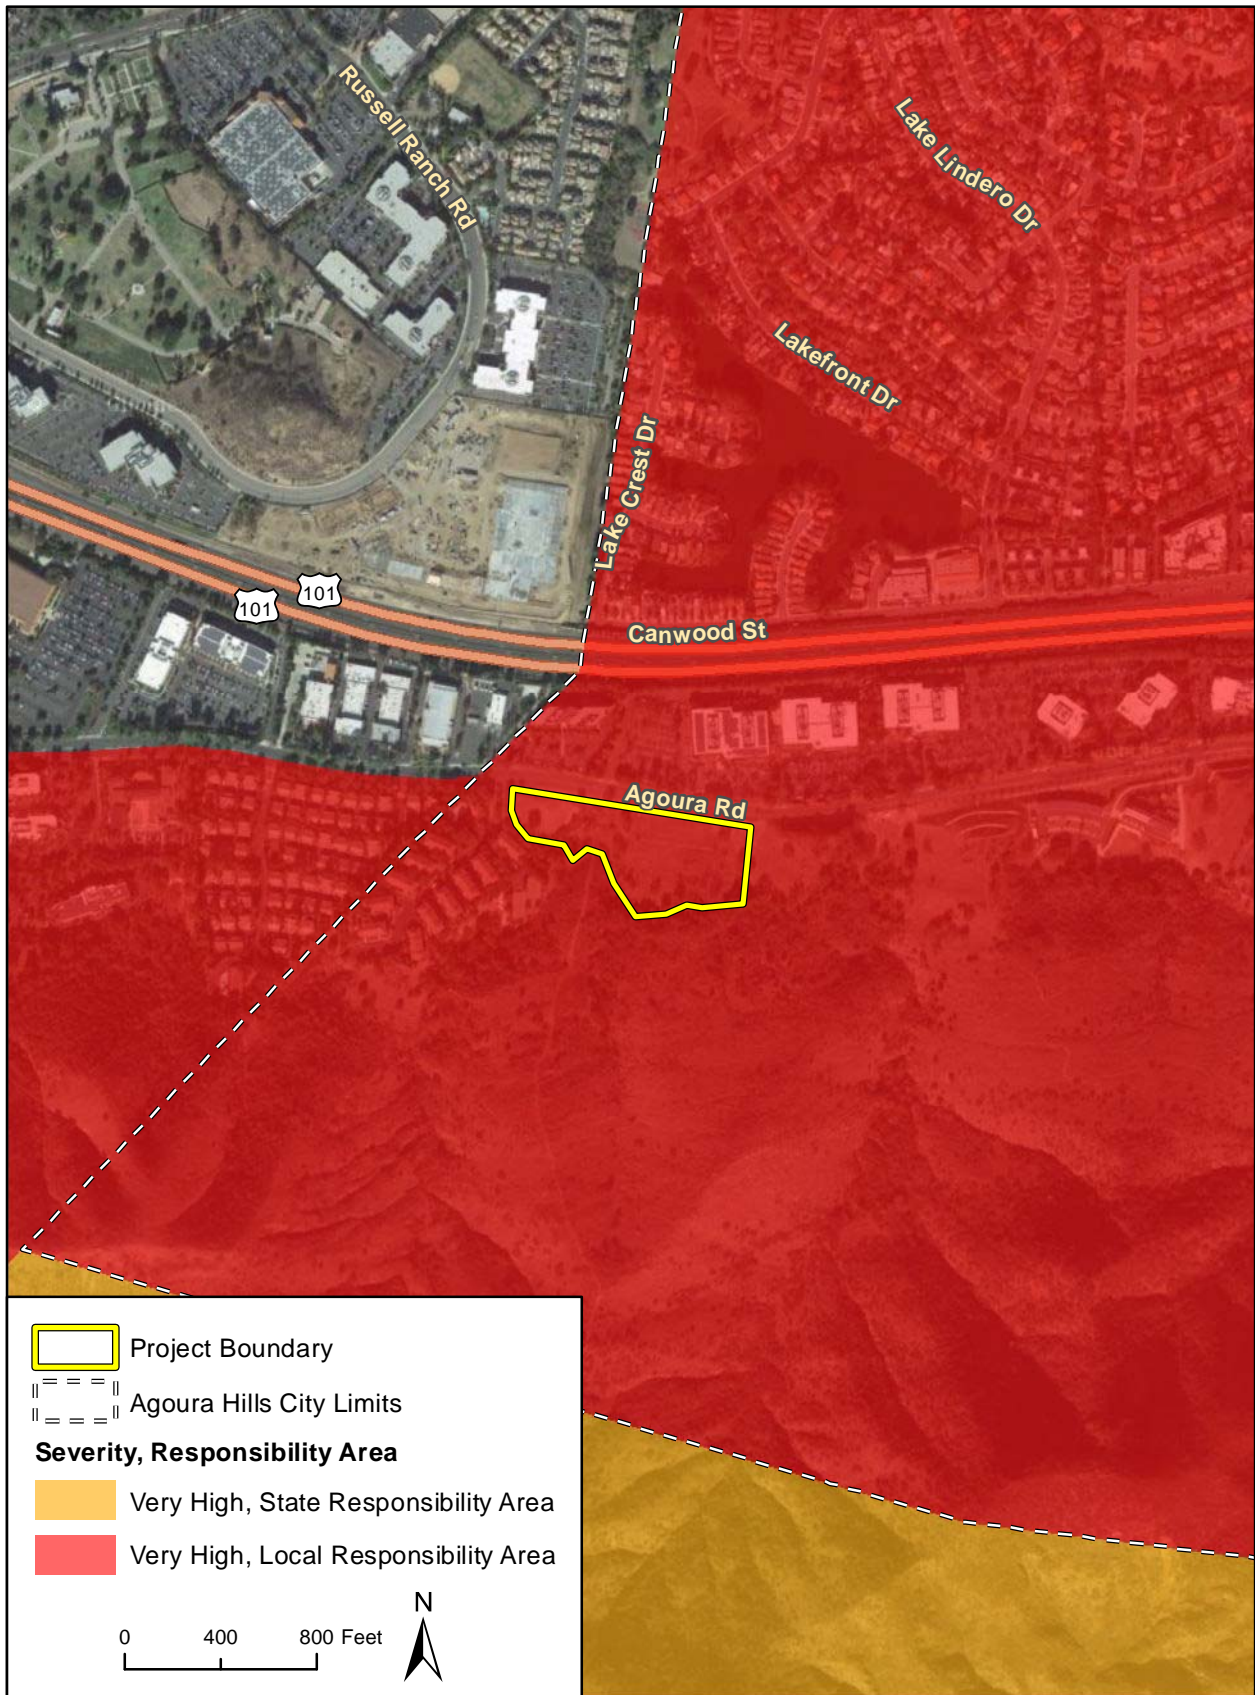 Russell Ranch Rd
Lake Lindero Dr
Lakefront Dr
Lake Crest Dr
101
101
Canwood St
Agoura Rd
Project Boundary
Agoura Hills City Limits
Severity, Responsibility Area
Very High, State Responsibility Area
Very High, Local Responsibility Area
N
0 400 800 Feet